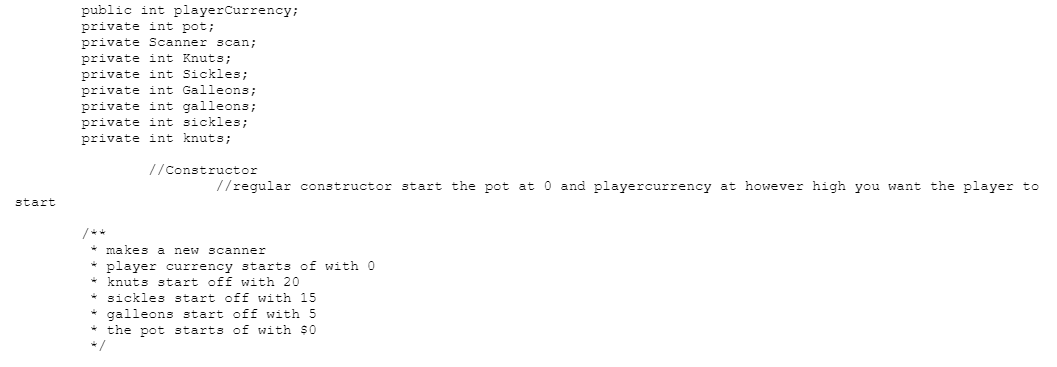 public int playerCurrency;
private int pot;
private Scanner scan;
private int Knuts;
private int Sickles;
private int Galleons;
private int galleons;
private int sickles;
private int knuts;
//Constructor
//regular constructor start the pot at 0 and playercurrency at however high you want the player to
start
/**
* makes a new scanner
* player currency starts of with 0
* knuts start off with 20
* sickles start off with 15
* galleons start off with 5
* the pot starts of with $0
*/